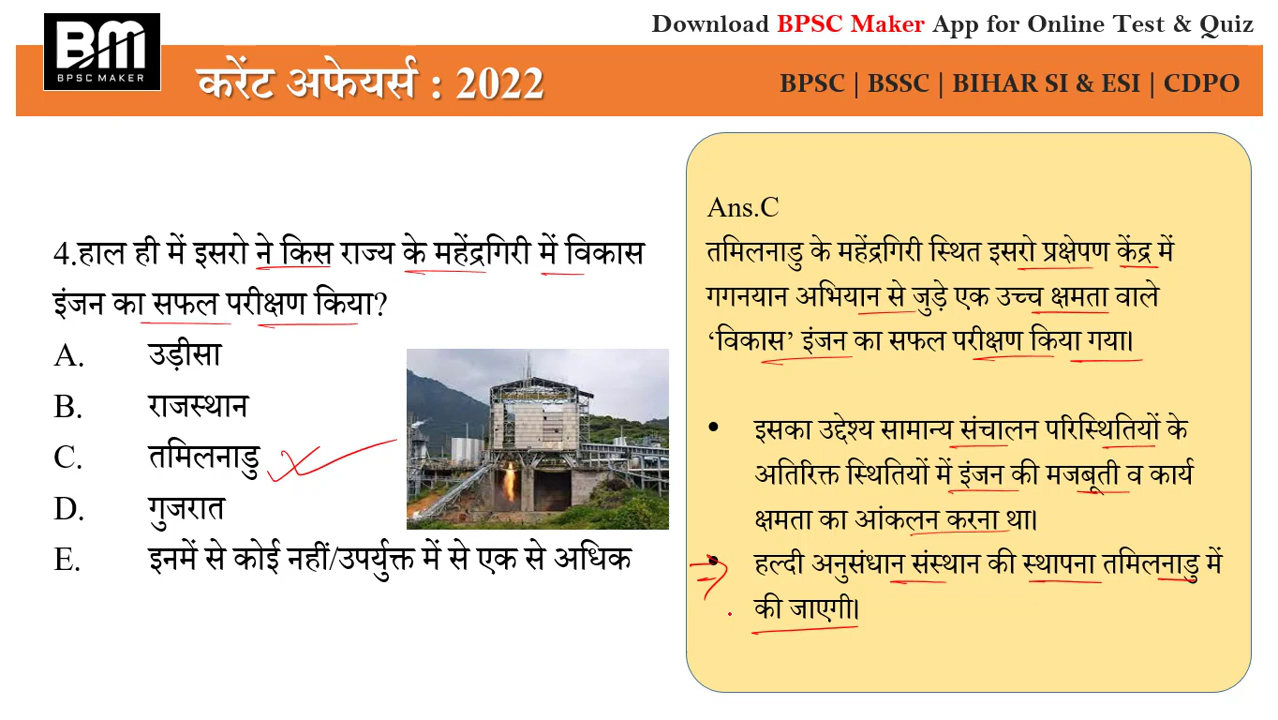 Download BPSC Maker App for Online Test & Quiz
BM
BPSC MAKER
करेंट अफेयर्स : 2022
BPSC | BSSC | BIHAR SI & ESI | CDPO
4.हाल ही में इसरो ने किस राज्य के महेंद्रगिरी में विकास
इंजन का सफल परीक्षण किया?
A. उड़ीसा
B. राजस्थान
C. तमिलनाडु
D. गुजरात
E. इनमें से कोई नहीं/उपर्युक्त में से एक से अधिक
Ans.C
तमिलनाडु के महेंद्रगिरी स्थित इसरो प्रक्षेपण केंद्र में
गगनयान अभियान से जुड़े एक उच्च क्षमता वाले
‘विकास’ इंजन का सफल परीक्षण किया गया।
• इसका उद्देश्य सामान्य संचालन परिस्थितियों के
अतिरिक्त स्थितियों में इंजन की मजबूती व कार्य
क्षमता का आंकलन करना था।
• हल्दी अनुसंधान संस्थान की स्थापना तमिलनाडु में
की जाएगी।